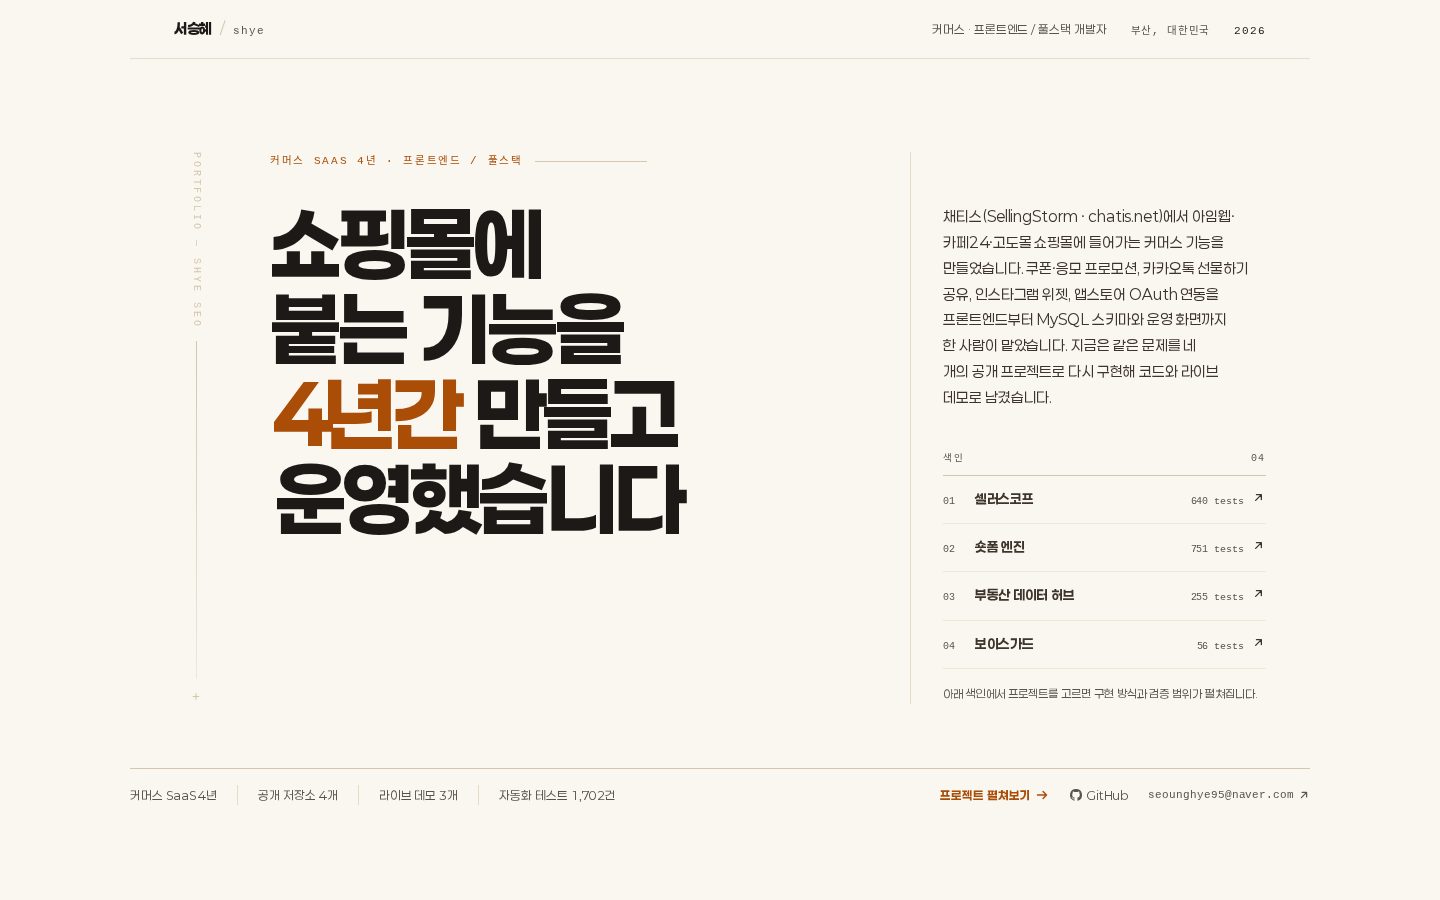 서승혜 / shye
커머스 · 프론트엔드 / 풀스택 개발자
부산, 대한민국
2026
PORTFOLIO — SHYE SEO
+
커머스 SAAS 4년 · 프론트엔드 / 풀스택
쇼핑몰에
붙는 기능을
4년간 만들고
운영했습니다
채티스(SellingStorm · chatis.net)에서 아임웹·
카페24·고도몰 쇼핑몰에 들어가는 커머스 기능을
만들었습니다. 쿠폰·응모 프로모션, 카카오톡 선물하기
공유, 인스타그램 위젯, 앱스토어 OAuth 연동을
프론트엔드부터 MySQL 스키마와 운영 화면까지
한 사람이 맡았습니다. 지금은 같은 문제를 네
개의 공개 프로젝트로 다시 구현해 코드와 라이브
데모로 남겼습니다.
색인 04
01 셀러스코프 640 tests ↗
02 숏폼 엔진 751 tests ↗
03 부동산 데이터 허브 255 tests ↗
04 보이스가드 56 tests ↗
아래 색인에서 프로젝트를 고르면 구현 방식과 검증 범위가 펼쳐집니다.
커머스 SaaS 4년
공개 저장소 4개
라이브 데모 3개
자동화 테스트 1,702건
프로젝트 펼쳐보기 →
GitHub
seounghye95@naver.com ↗